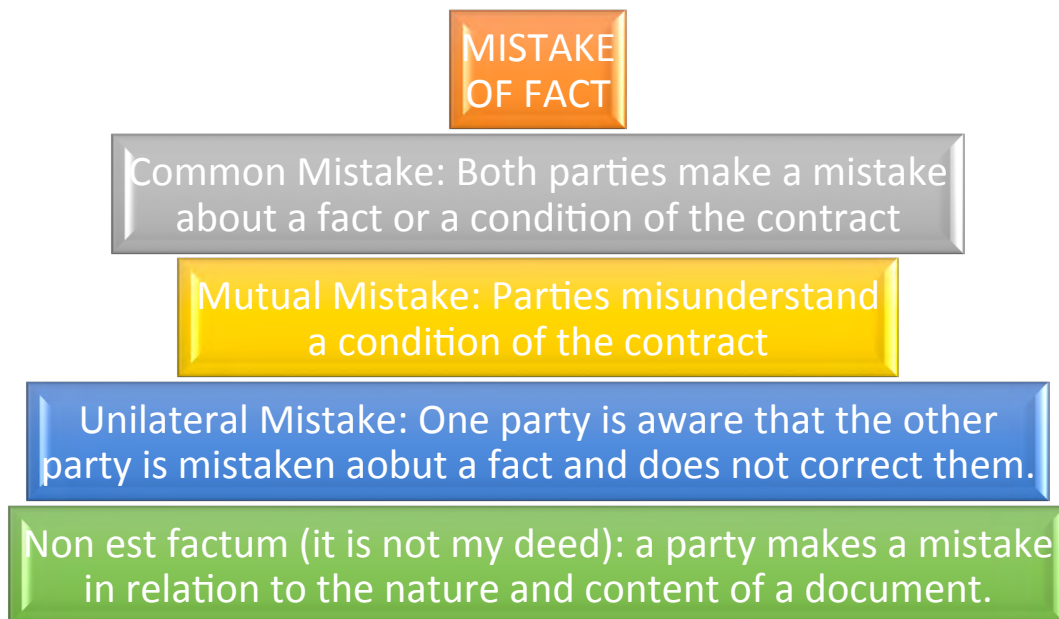 MISTAKE
OF FACT
Common Mistake: Both parties make a mistake
about a fact or a condition of the contract
Mutual Mistake: Parties misunderstand
a condition of the contract
Unilateral Mistake: One party is aware that the other
party is mistaken aobut a fact and does not correct them.
Non est factum (it is not my deed): a party makes a mistake
in relation to the nature and content of a document.